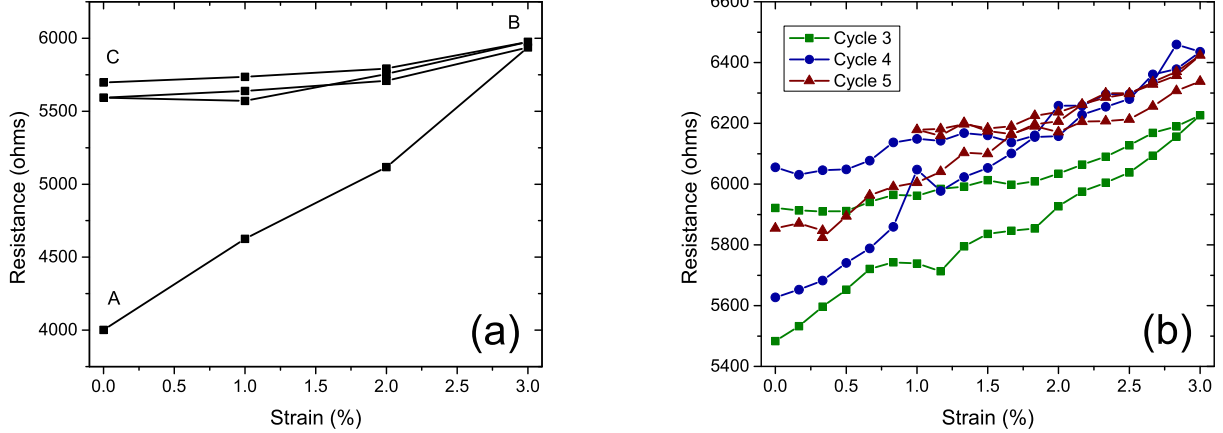 B
6000
C
5500
5000
4500
A
4000
(a)
0.0 0.5 1.0 1.5 2.0 2.5 3.0
Strain (%)
Resistance (ohms)
6600
Cycle 3
Cycle 4
Cycle 5
6400
6200
6000
5800
5600
5400
(b)
0.0 0.5 1.0 1.5 2.0 2.5 3.0
Strain (%)
Resistance (ohms)